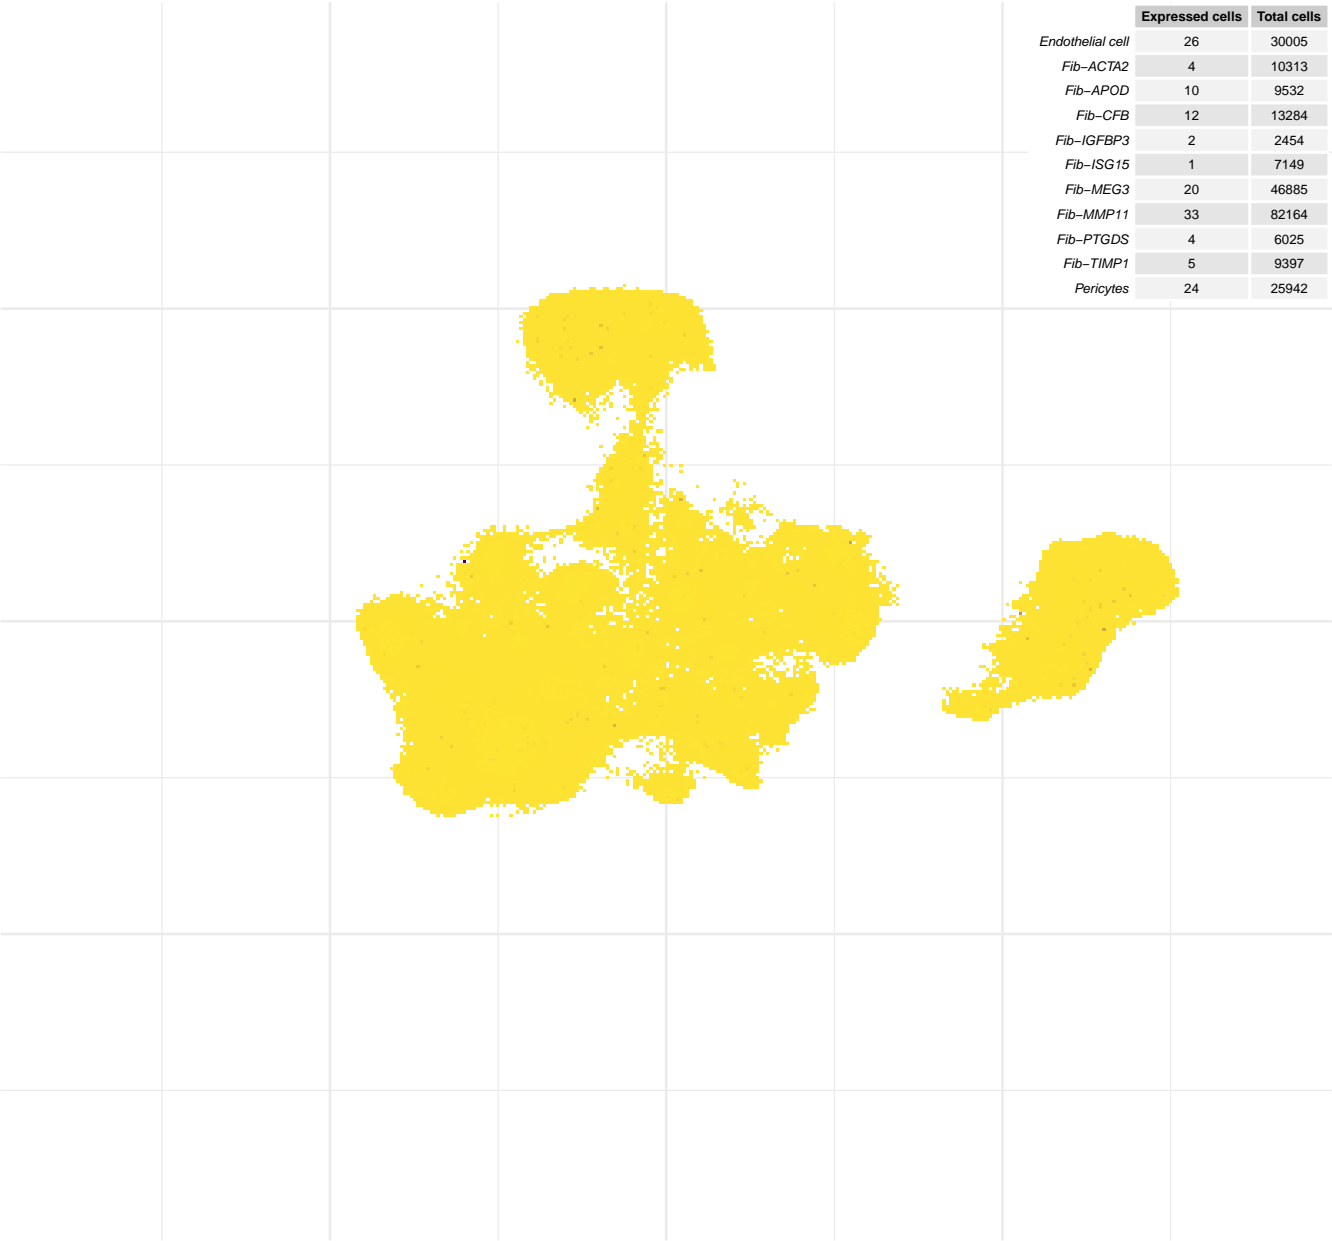 Expressed cells Total cells
Endothelial cell 26 30005
Fib−ACTA2 4 10313
Fib−APOD 10 9532
Fib−CFB 12 13284
Fib−IGFBP3 2 2454
Fib−ISG15 1 7149
Fib−MEG3 20 46885
Fib−MMP11 33 82164
Fib−PTGDS 4 6025
Fib−TIMP1 5 9397
Pericytes 24 25942